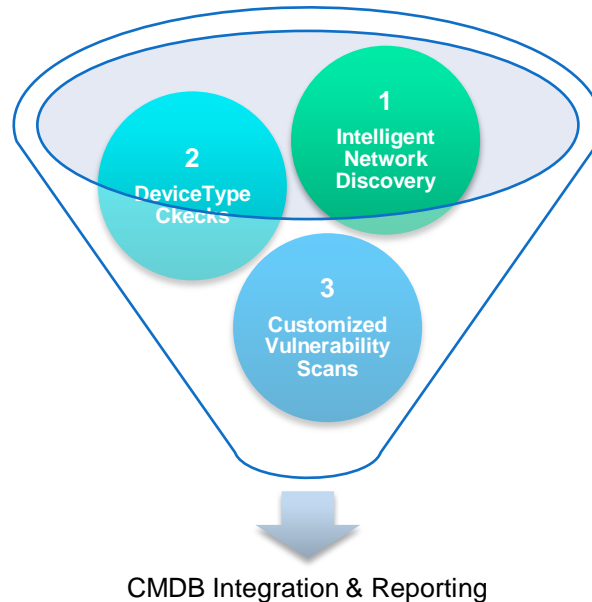 1
Intelligent
Network
Discovery
2
DeviceType
Ckecks
3
Customized
Vulnerability
Scans
CMDB Integration & Reporting